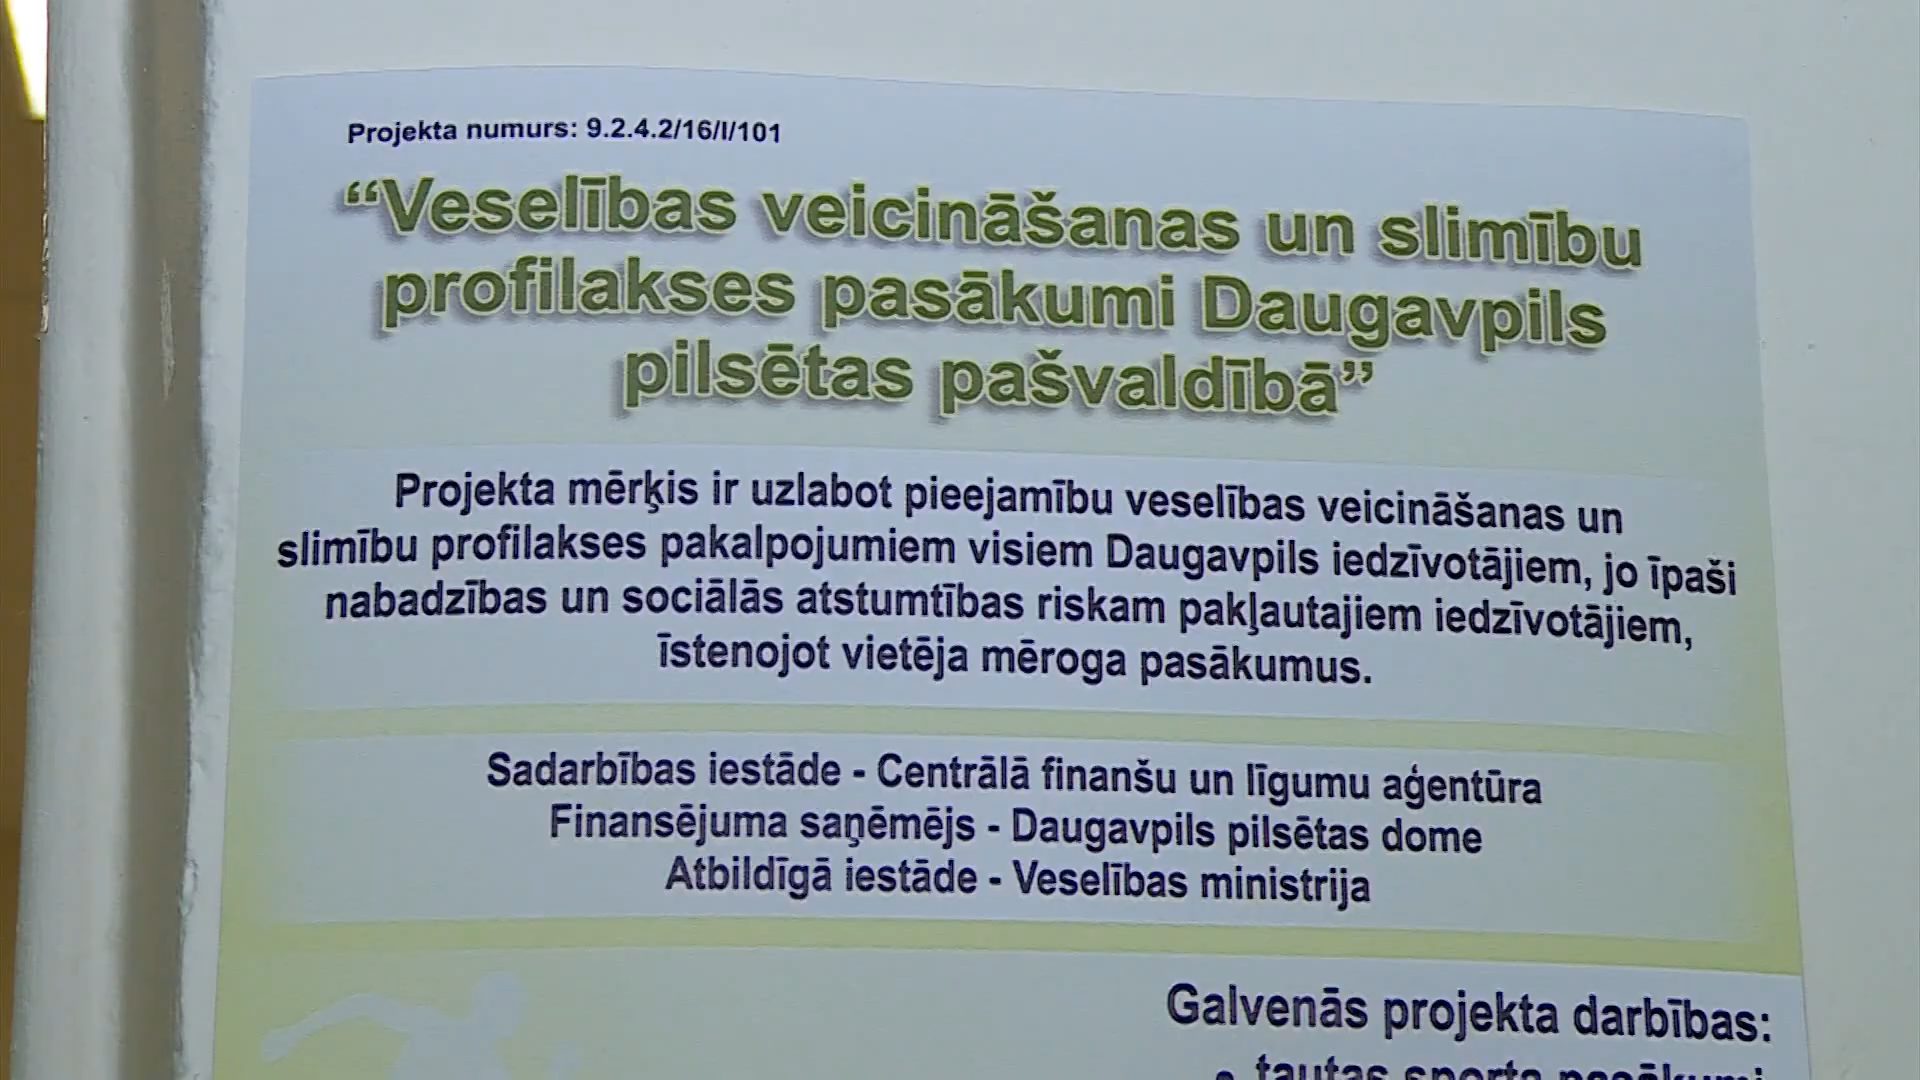 Projekta numurs: 9.2.4.2/16/I/101
“Veselības veicināšanas un slimību
profilakses pasākumi Daugavpils
pilsētas pašvaldībā”
Projekta mērķis ir uzlabot pieejamību veselības veicināšanas un
slimību profilakses pakalpojumiem visiem Daugavpils iedzīvotājiem, jo īpaši
nabadzības un sociālās atstumtības riskam pakļautajiem iedzīvotājiem,
īstenojot vietēja mēroga pasākumus.
Sadarbības iestāde - Centrālā finanšu un līgumu aģentūra
Finansējuma saņēmējs - Daugavpils pilsētas dome
Atbildīgā iestāde - Veselības ministrija
Galvenās projekta darbības:
• tautas sporta pasākumi